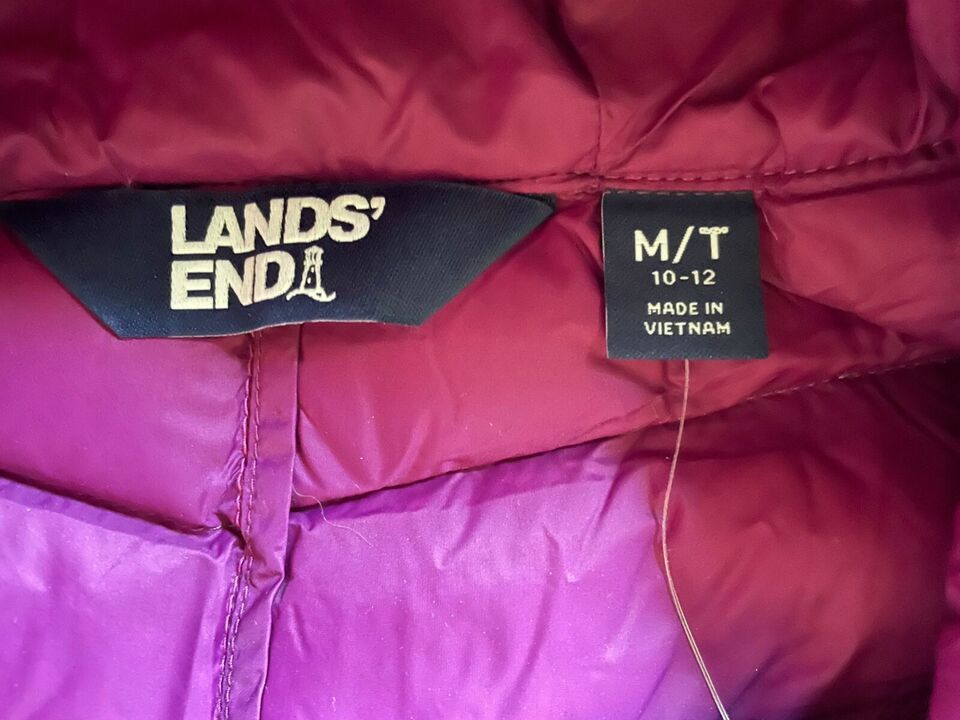 LANDS'
END
M/T
10-12
MADE IN
VIETNAM